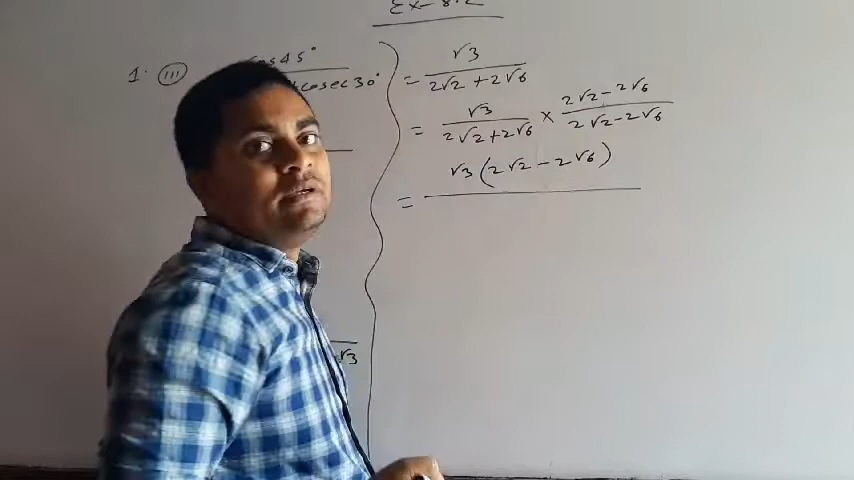 Ex-8.2
1. (iii)
cos45°
cosec30°
√3
= √3 / 2√2 + 2√6
= √3 / 2√2 + 2√6 × 2√2 - 2√6 / 2√2 - 2√6
= √3 (2√2 - 2√6)